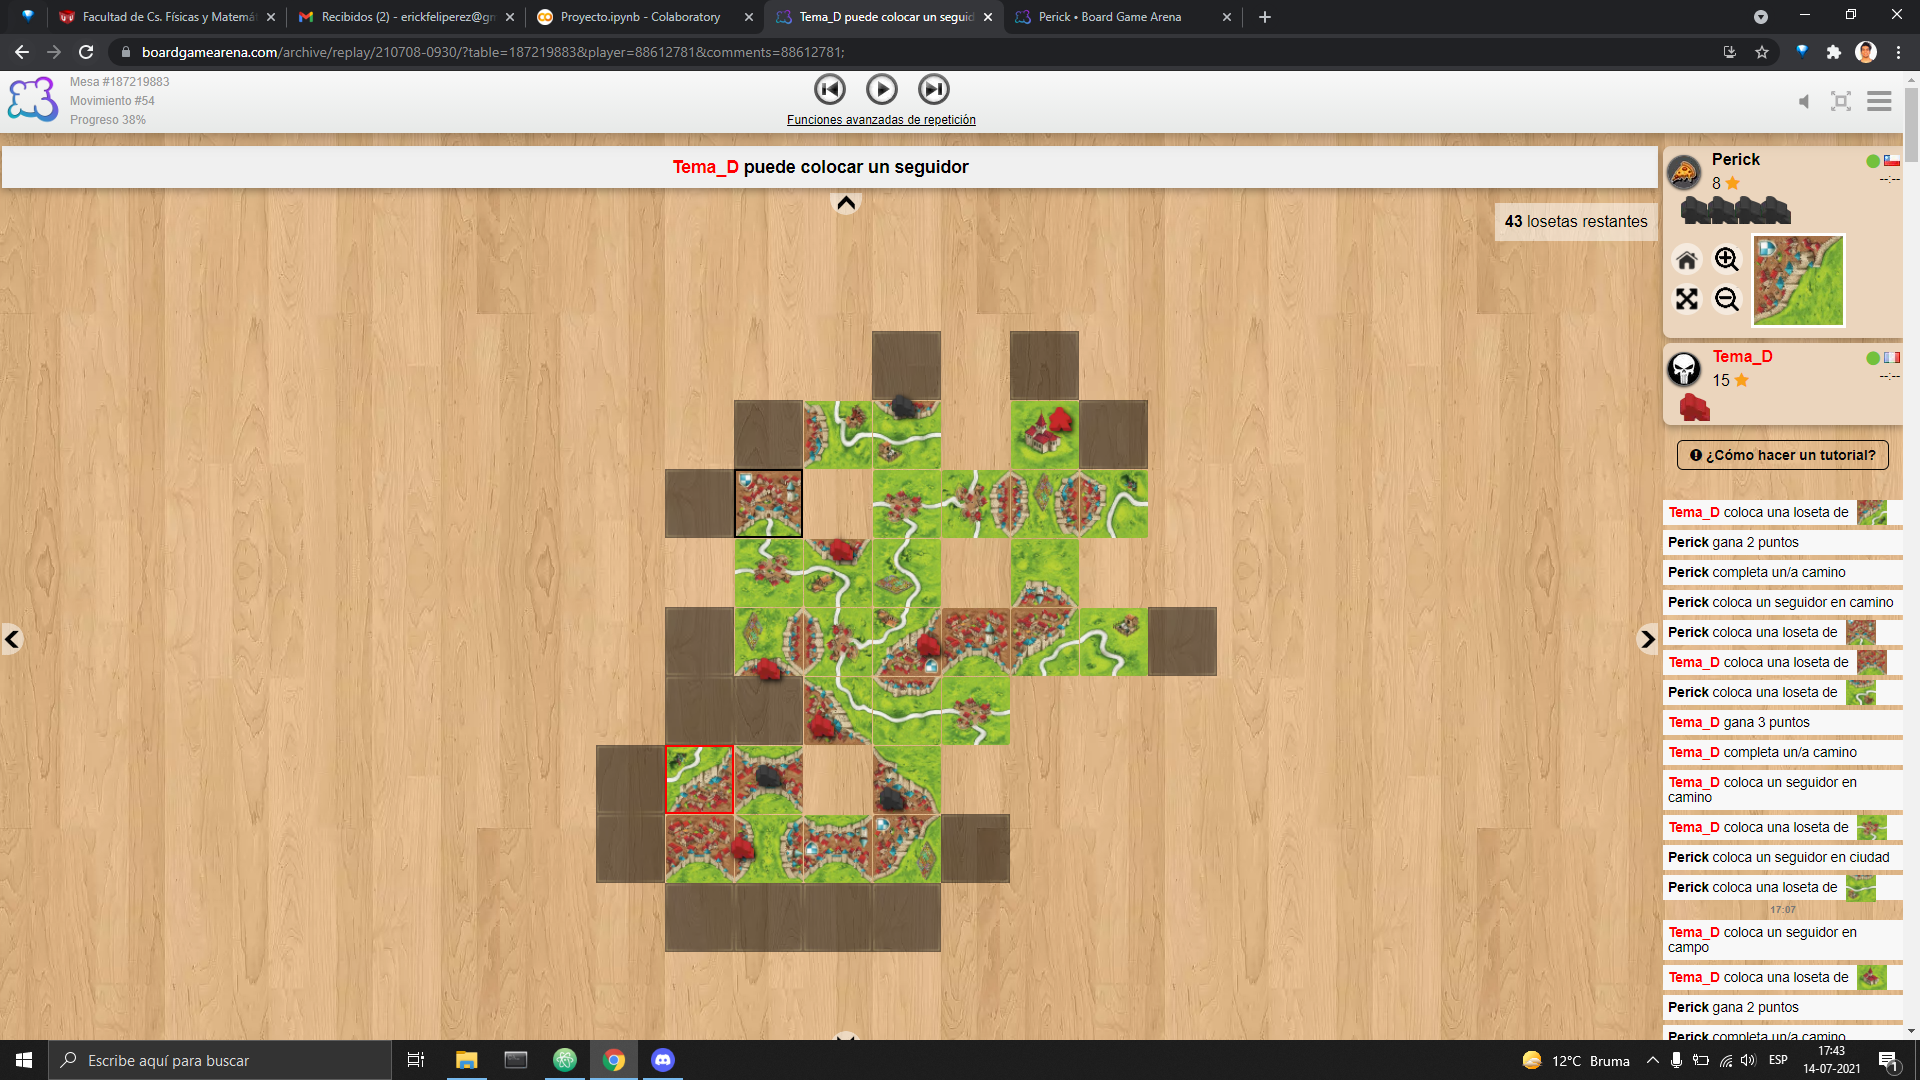 Facultad de Cs. Físicas y Matemá
Recibidos (2) - erickfeliperez@gm
Proyecto.ipynb - Colaboratory
Tema_D puede colocar un seguid
Perick • Board Game Arena
boardgamearena.com/archive/replay/210708-0930/?table=187219883&player=88612781&comments=88612781;
Mesa #187219883
Movimiento #54
Progreso 38%
Funciones avanzadas de repetición
Tema_D puede colocar un seguidor
43 losetas restantes
Perick
8
--:--
Tema_D
15
--:--
¿Cómo hacer un tutorial?
Tema_D coloca una loseta de
Perick gana 2 puntos
Perick completa un/a camino
Perick coloca un seguidor en camino
Perick coloca una loseta de
Tema_D coloca una loseta de
Perick coloca una loseta de
Tema_D gana 3 puntos
Tema_D completa un/a camino
Tema_D coloca un seguidor en
camino
Tema_D coloca una loseta de
Perick coloca un seguidor en ciudad
Perick coloca una loseta de
17:07
Tema_D coloca un seguidor en
campo
Tema_D coloca una loseta de
Perick gana 2 puntos
Perick completa un/a camino
Escribe aquí para buscar
12°C Bruma
ESP
17:43
14-07-2021
1